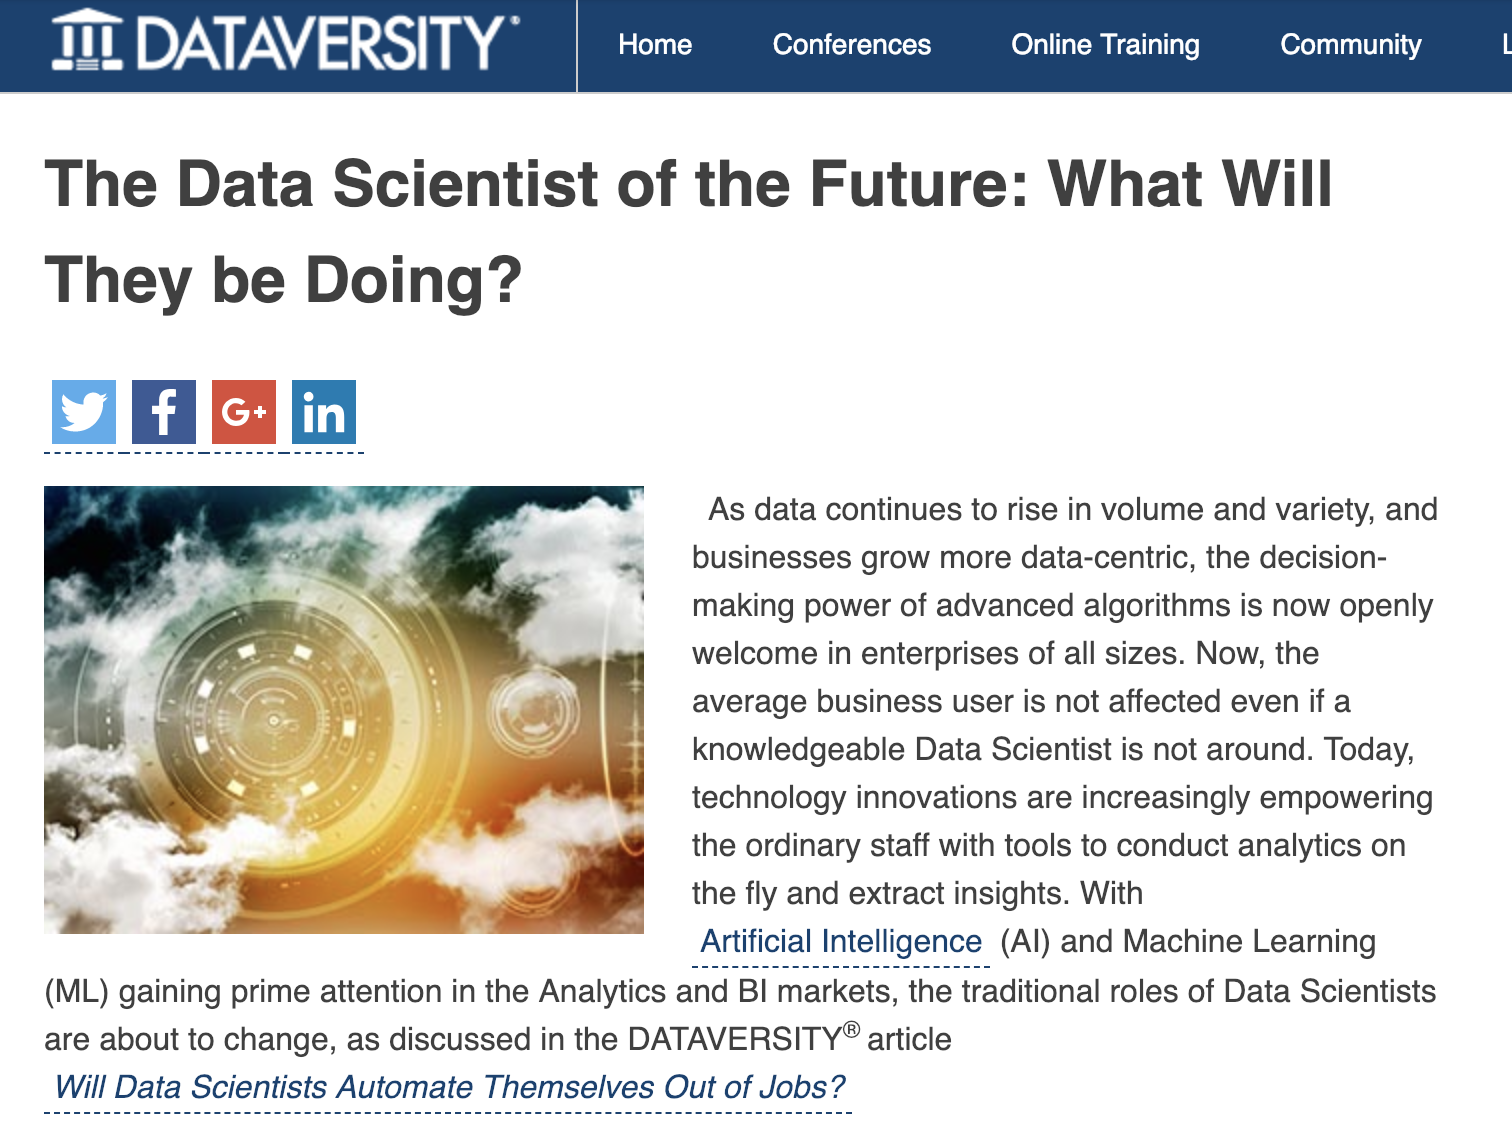 DATAVERSITY®
Home
Conferences
Online Training
Community
L
The Data Scientist of the Future: What Will
They be Doing?
f
G+
in
As data continues to rise in volume and variety, and
businesses grow more data-centric, the decision-
making power of advanced algorithms is now openly
welcome in enterprises of all sizes. Now, the
average business user is not affected even if a
knowledgeable Data Scientist is not around. Today,
technology innovations are increasingly empowering
the ordinary staff with tools to conduct analytics on
the fly and extract insights. With
Artificial Intelligence (AI) and Machine Learning
(ML) gaining prime attention in the Analytics and BI markets, the traditional roles of Data Scientists
are about to change, as discussed in the DATAVERSITY® article
Will Data Scientists Automate Themselves Out of Jobs?